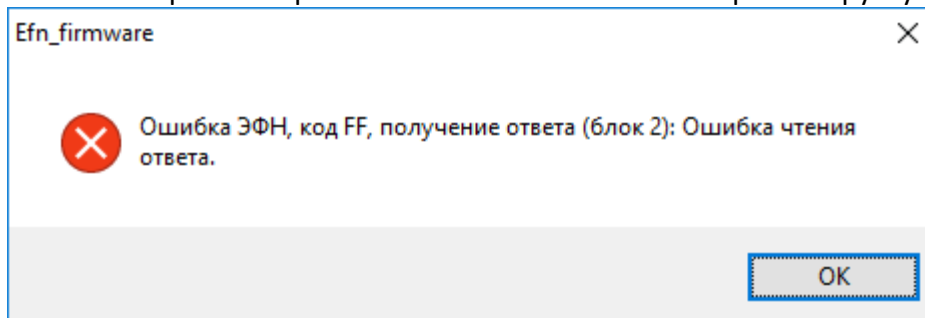 Efn_firmware
Ошибка ЭФН, код FF, получение ответа (блок 2): Ошибка чтения
ответа.
OK